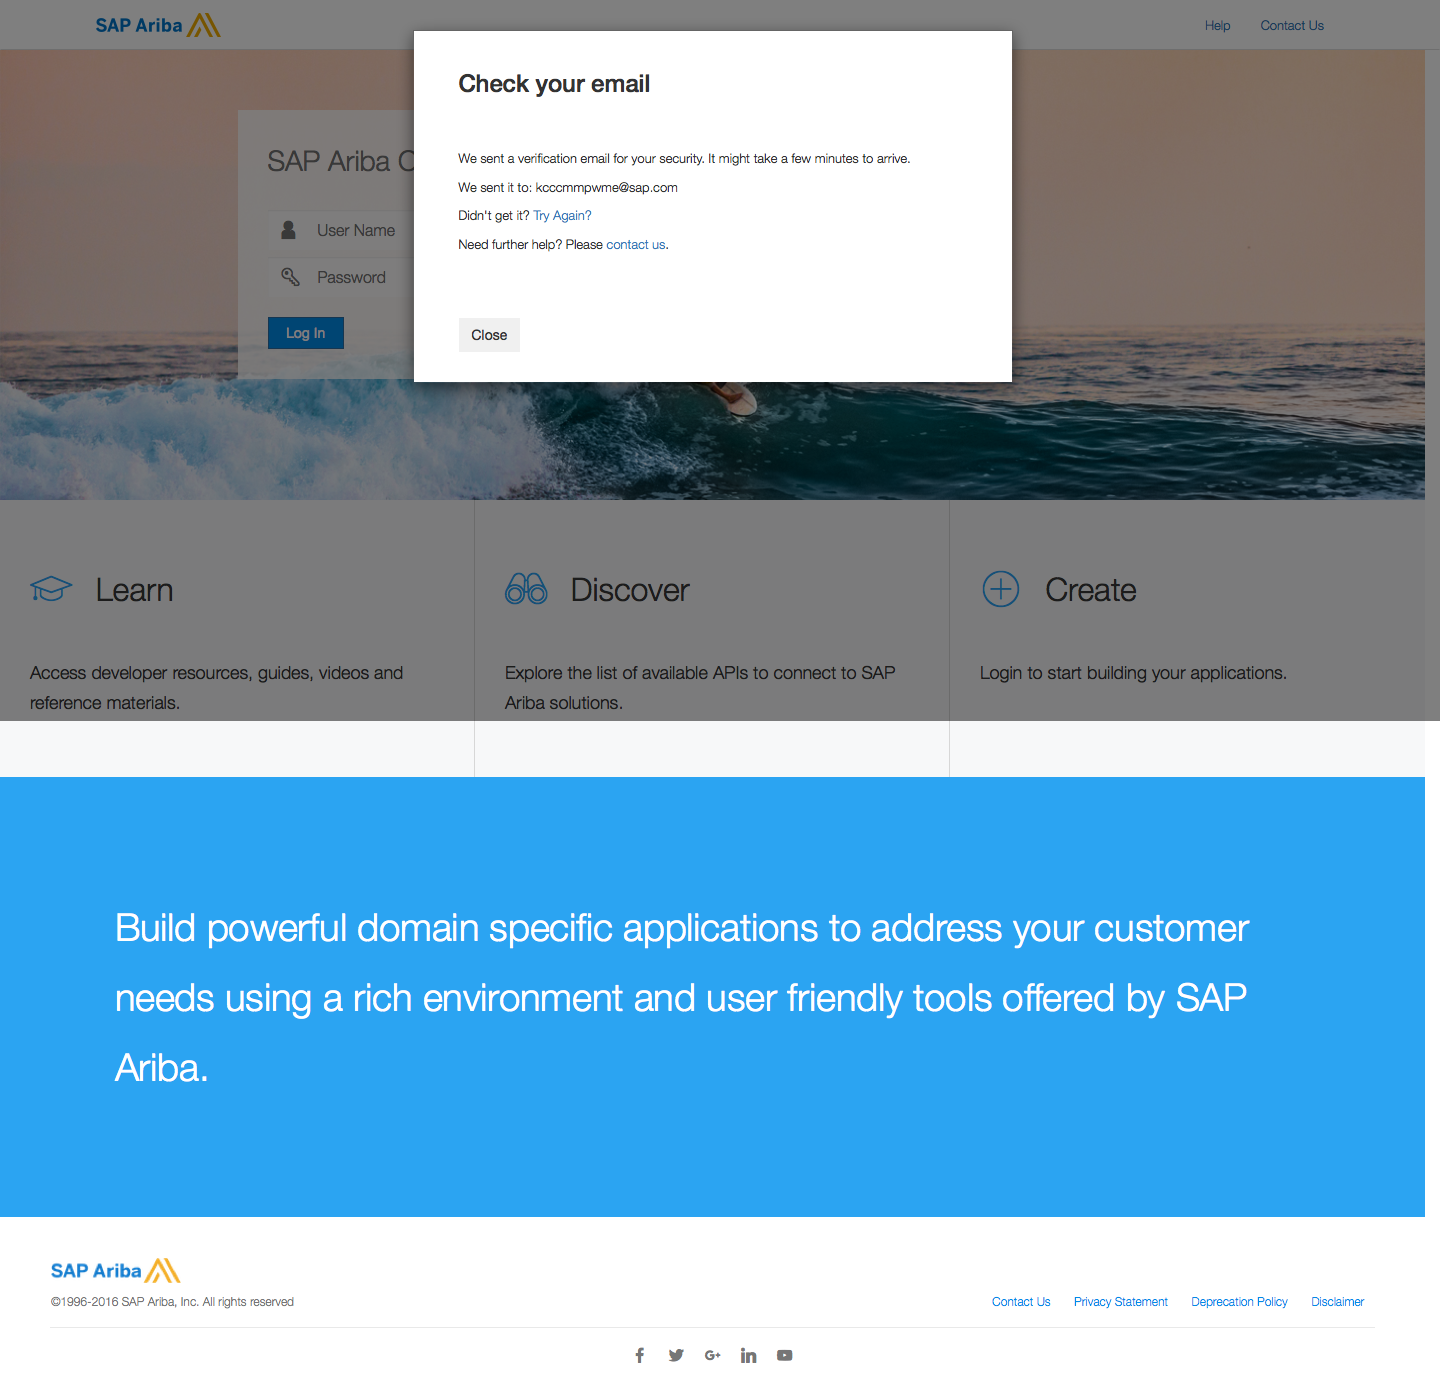 SAP Ariba
Help
Contact Us
Check your email
We sent a verification email for your security. It might take a few minutes to arrive.
We sent it to: kcccmmpwme@sap.com
Didn't get it? Try Again?
Need further help? Please contact us.
Close
SAP Ariba C
User Name
Password
Log In
Learn
Access developer resources, guides, videos and
reference materials.
Discover
Explore the list of available APIs to connect to SAP
Ariba solutions.
Create
Login to start building your applications.
Build powerful domain specific applications to address your customer
needs using a rich environment and user friendly tools offered by SAP
Ariba.
SAP Ariba
©1996-2016 SAP Ariba, Inc. All rights reserved
Contact Us
Privacy Statement
Deprecation Policy
Disclaimer